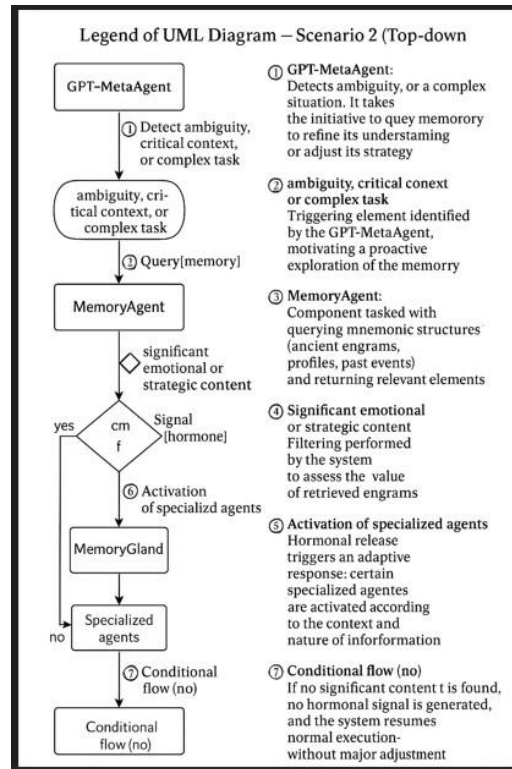 Legend of UML Diagram – Scenario 2 (Top-down
GPT–MetaAgent
① Detect ambiguity,
critical context,
or complex task
ambiguity, cri-
tical context, or
complex task
② Query[memory]
MemoryAgent
significant
emotional or
strategic content
yes
cm
f
Signal
[hormone]
⑥ Activation
of specializd agents
MemoryGland
no
Specialized
agents
⑦ Conditional
flow (no)
Conditional
flow (no)
① GPT-MetaAgent:
Detects ambiguity, or a complex
situation. It takes
the initiative to quey memorory
to refine its understaming
or adjust its strategy
② ambiguity, critical conext
or complex task
Triggering element identified
by the GPT-MetaAgent,
motivating a proactive
exploration of the memorry
③ MemoryAgent:
Component tasked with
querying mnemonic structures
(ancient engrams,
profiles, past events)
and returning relevant elements
④ Significant emotional
or strategic content
Filtering performed
by the system
to assess the value
of retrieved engrams
⑤ Activation of specialized agents
Hormonal release
triggers an adaptive
response: certain
specialized agentes
are activated according
to the context and
nature of inforformation
⑦ Conditional flow (no)
If no significant content t is found,
no hormonal signal is generated,
and the system resumes
normal execution-
without major adjustment